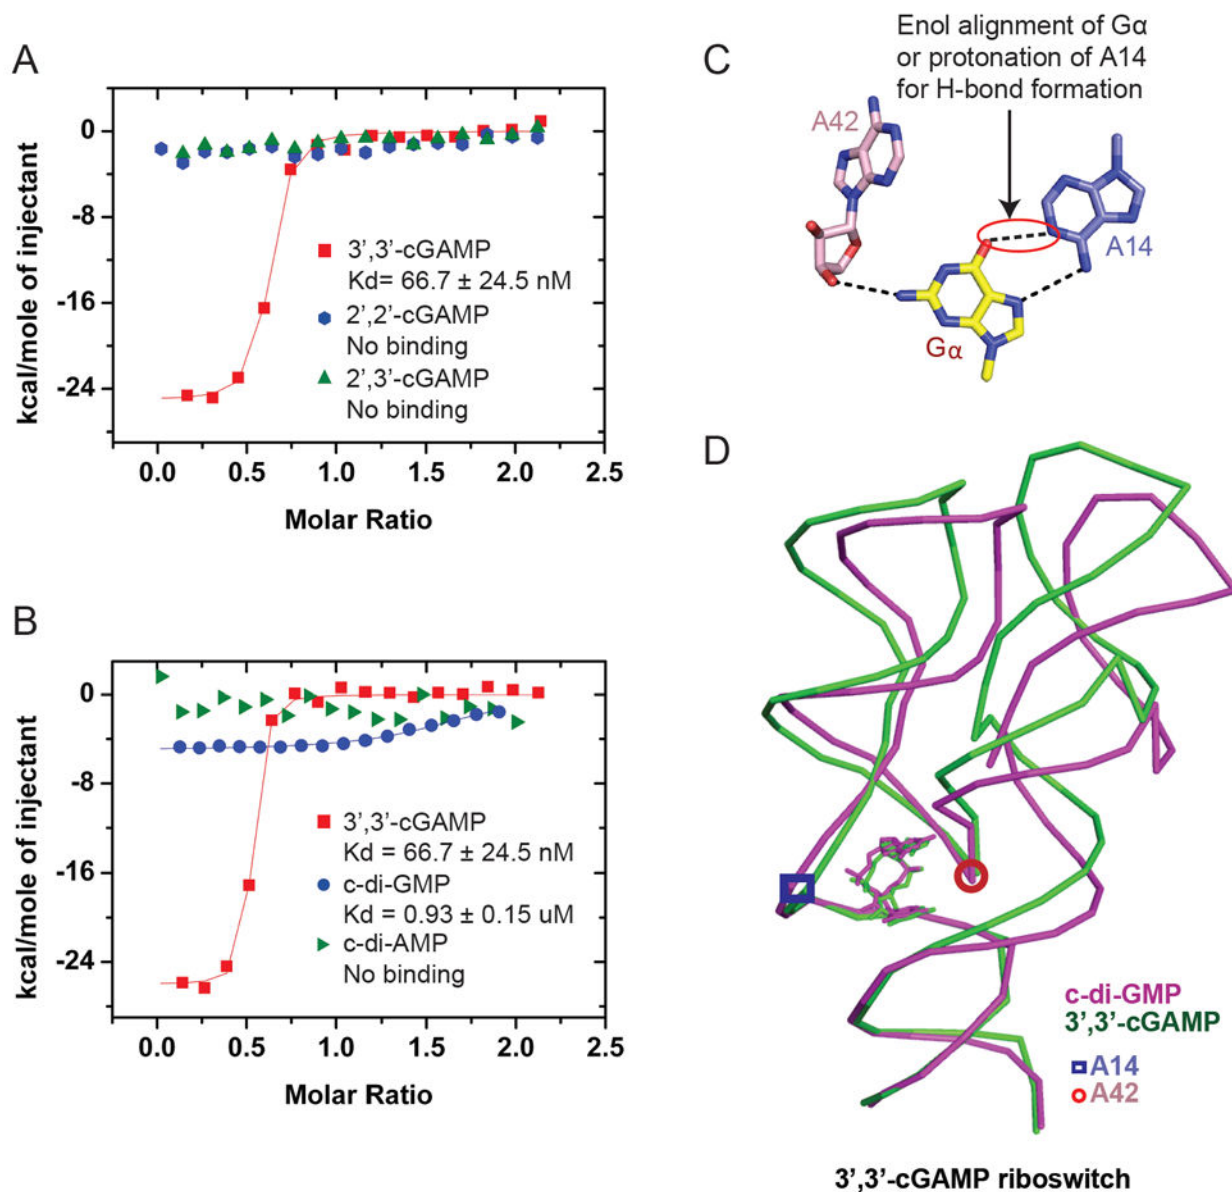 A
kcal/mole of injectant
0
-8
-16
-24
3',3'-cGAMP
Kd= 66.7 ± 24.5 nM
2',2'-cGAMP
No binding
2',3'-cGAMP
No binding
0.0 0.5 1.0 1.5 2.0 2.5
Molar Ratio
B
kcal/mole of injectant
0
-8
-16
-24
3',3'-cGAMP
Kd = 66.7 ± 24.5 nM
c-di-GMP
Kd = 0.93 ± 0.15 uM
c-di-AMP
No binding
0.0 0.5 1.0 1.5 2.0 2.5
Molar Ratio
C
Enol alignment of Gα
or protonation of A14
for H-bond formation
A42
A14
Gα
D
c-di-GMP
3',3'-cGAMP
A14
A42
3',3'-cGAMP riboswitch